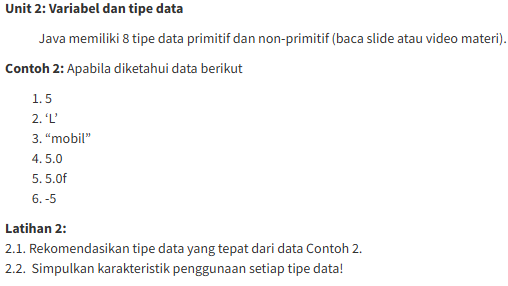 Unit 2: Variabel dan tipe data
Java memiliki 8 tipe data primitif dan non-primitif (baca slide atau video materi).
Contoh 2: Apabila diketahui data berikut
1. 5
2. ‘L’
3. “mobil”
4. 5.0
5. 5.0f
6. -5
Latihan 2:
2.1. Rekomendasikan tipe data yang tepat dari data Contoh 2.
2.2. Simpulkan karakteristik penggunaan setiap tipe data!